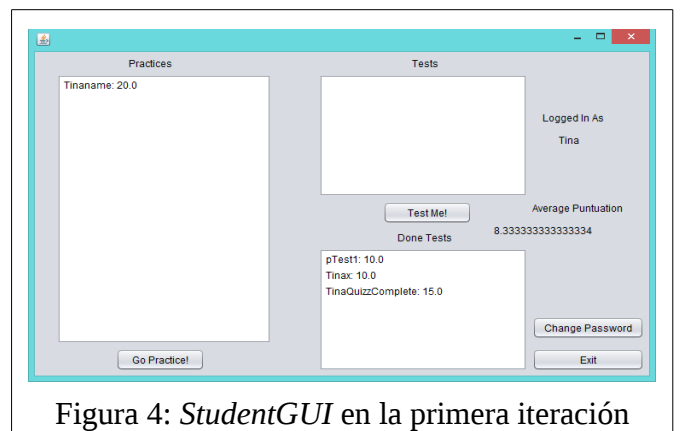 Practices
Tinaname: 20.0
Go Practice!
Tests
Test Me!
Done Tests
pTest1: 10.0
Tinax: 10.0
TinaQuizzComplete: 15.0
Logged In As
Tina
Average Puntuation
8.333333333333334
Change Password
Exit
Figura 4: StudentGUI en la primera iteración